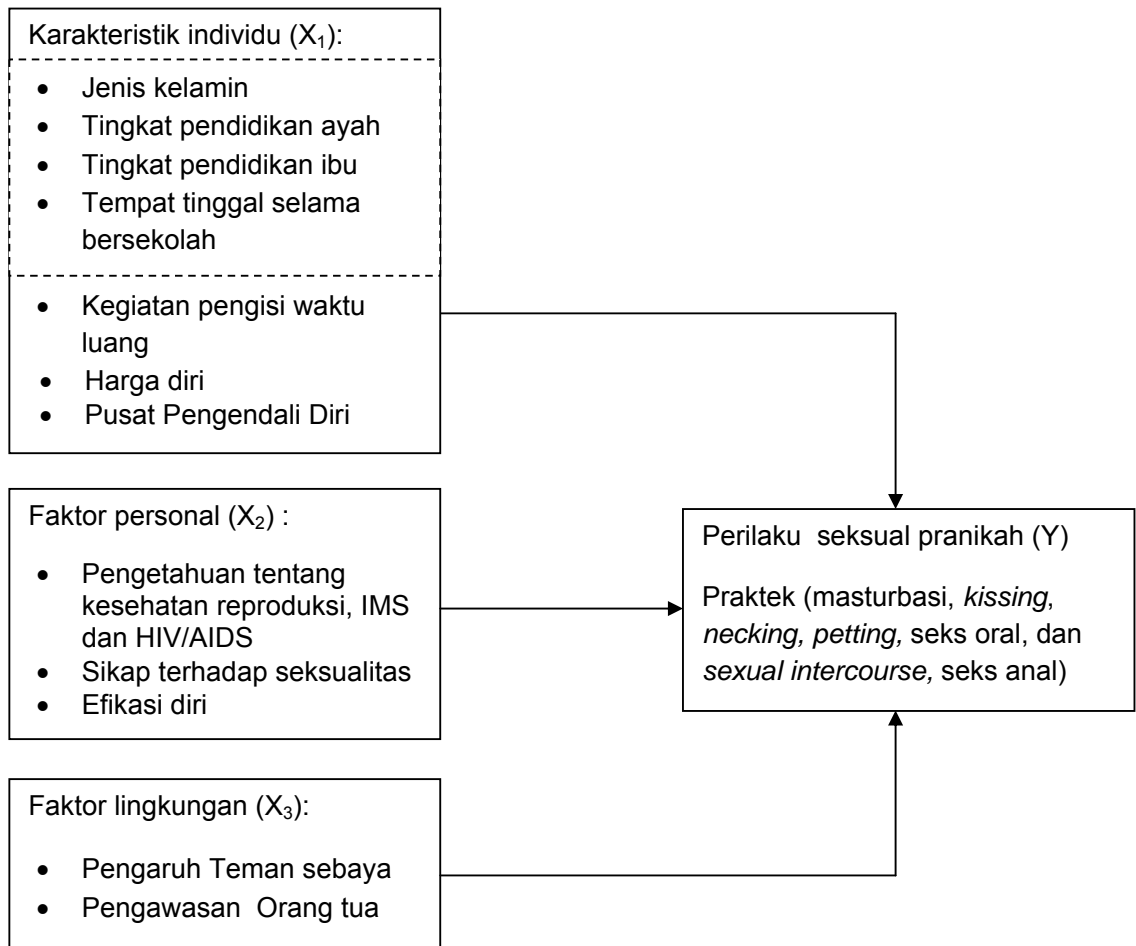 Karakteristik individu (X₁):
• Jenis kelamin
• Tingkat pendidikan ayah
• Tingkat pendidikan ibu
• Tempat tinggal selama
bersekolah
• Kegiatan pengisi waktu
luang
• Harga diri
• Pusat Pengendali Diri
Faktor personal (X₂) :
• Pengetahuan tentang
kesehatan reproduksi, IMS
dan HIV/AIDS
• Sikap terhadap seksualitas
• Efikasi diri
Faktor lingkungan (X₃):
• Pengaruh Teman sebaya
• Pengawasan Orang tua
Perilaku seksual pranikah (Y)
Praktek (masturbasi, kissing,
necking, petting, seks oral, dan
sexual intercourse, seks anal)